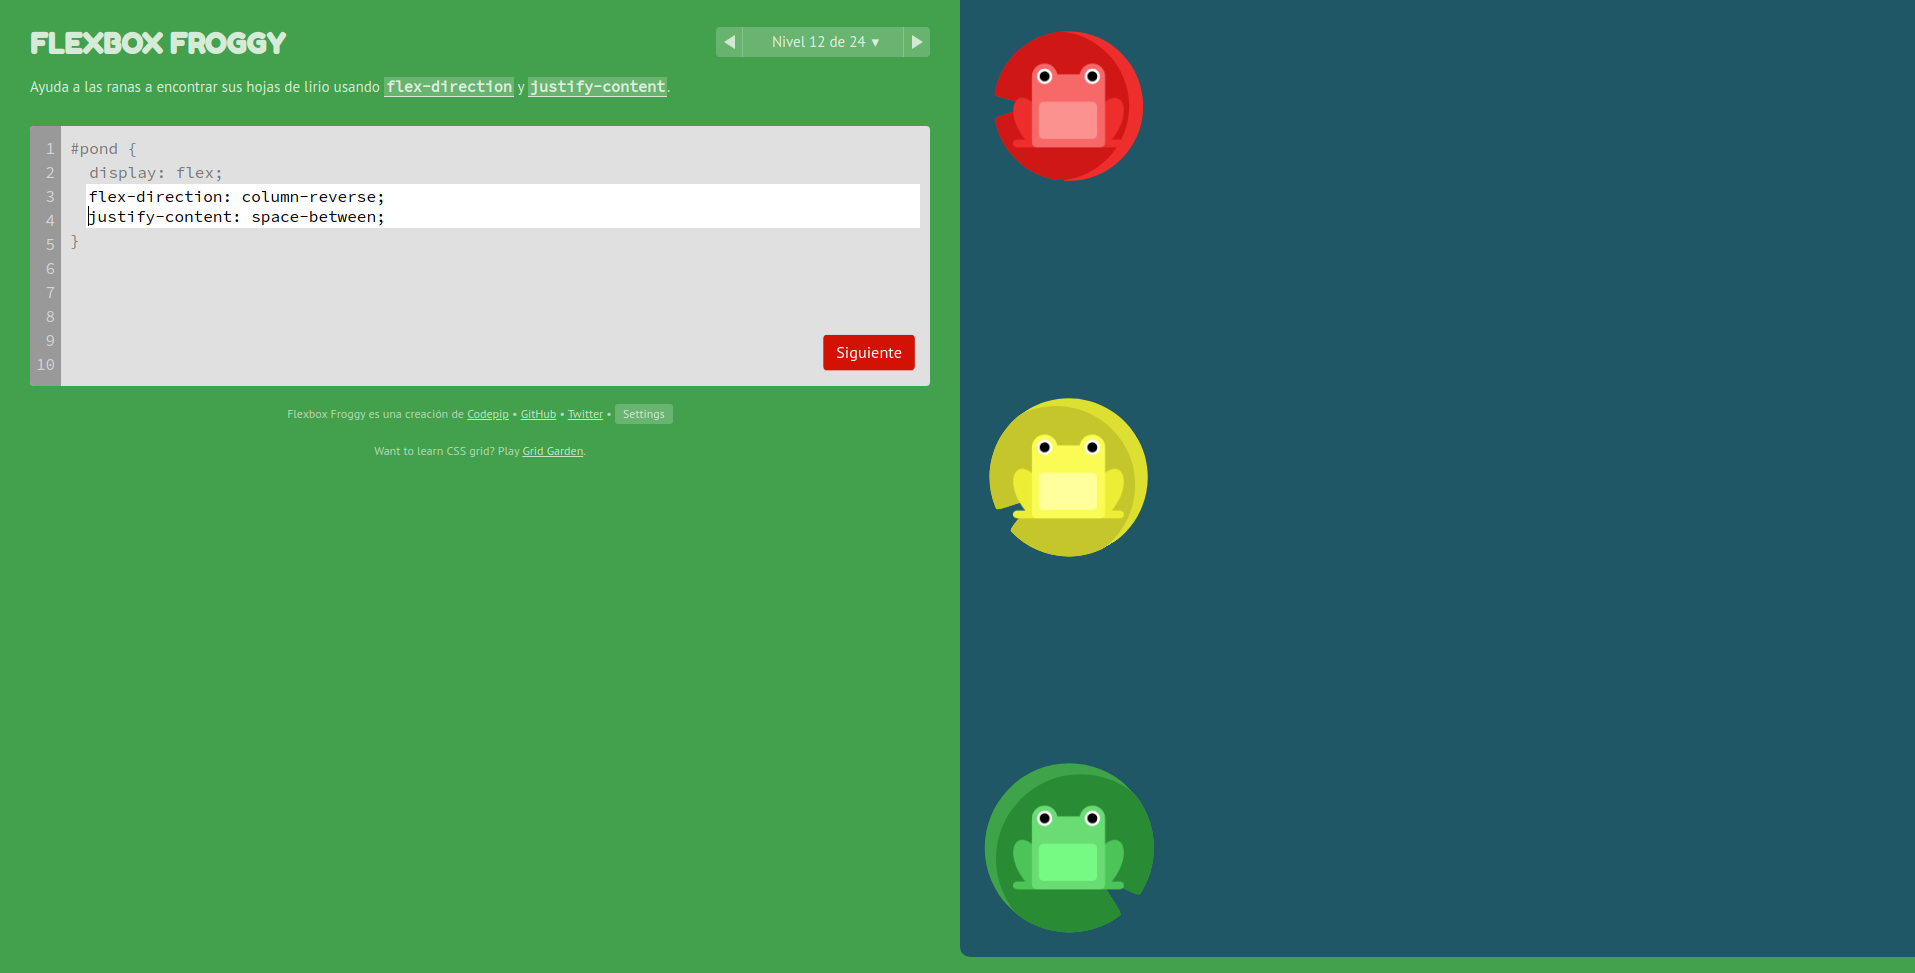 FLEXBOX FROGGY
Nivel 12 de 24 ▼
Ayuda a las ranas a encontrar sus hojas de lirio usando flex-direction y justify-content.
1 #pond {
2 display: flex;
3 flex-direction: column-reverse;
4 justify-content: space-between;
5 }
6
7
8
9
10
Siguiente
Flexbox Froggy es una creación de Codepip • GitHub • Twitter • Settings
Want to learn CSS grid? Play Grid Garden.